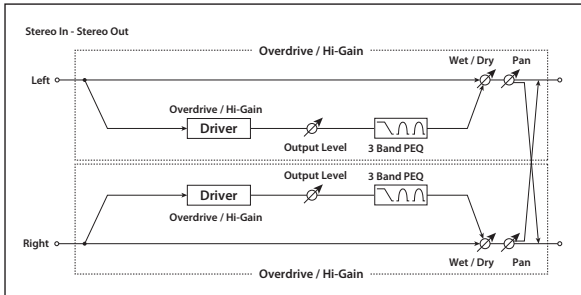 Stereo In - Stereo Out
Overdrive / Hi-Gain
Wet / Dry Pan
Left
Overdrive / Hi-Gain
Driver
Output Level 3 Band PEQ
Output Level 3 Band PEQ
Driver
Overdrive / Hi-Gain
Right
Wet / Dry Pan
Overdrive / Hi-Gain